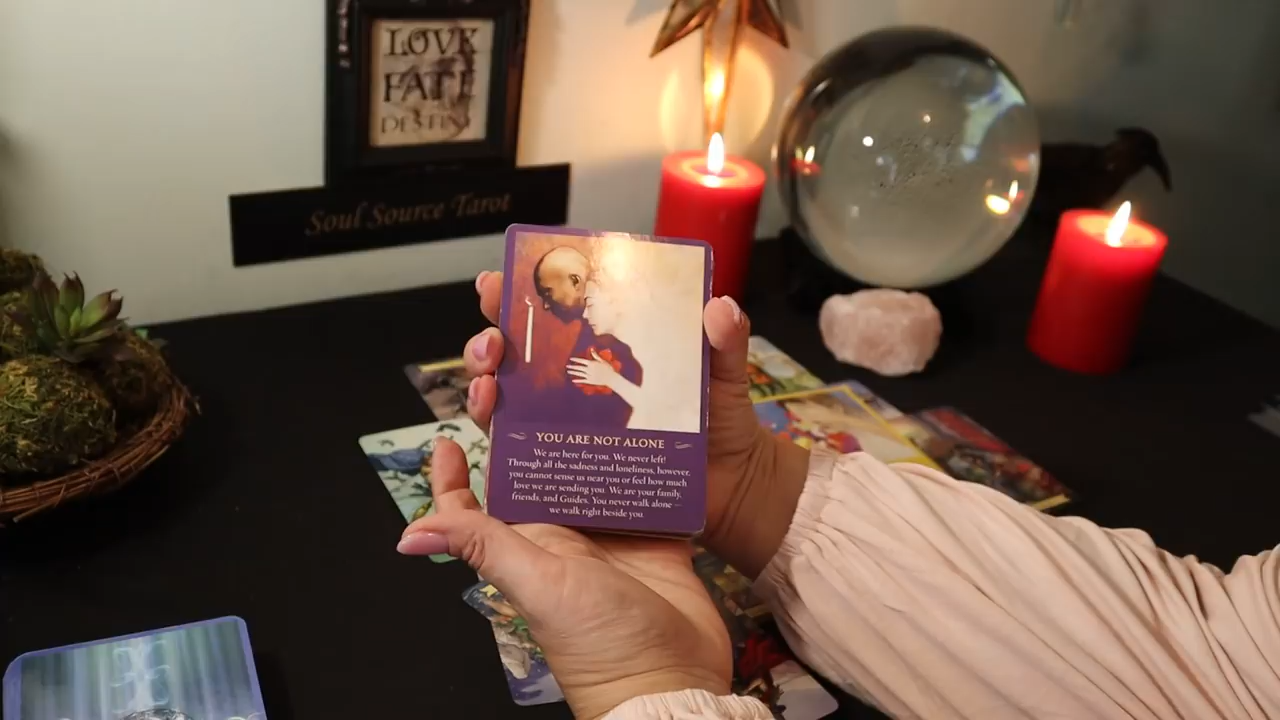 LOVE
FATE
DESTINY
Soul Source Tarot
YOU ARE NOT ALONE
We are here for you. We never left!
Through all the sadness and loneliness, however,
you cannot sense us near you or feel how much
love we are sending you. We are your family,
friends, and Guides. You never walk alone —
we walk right beside you.